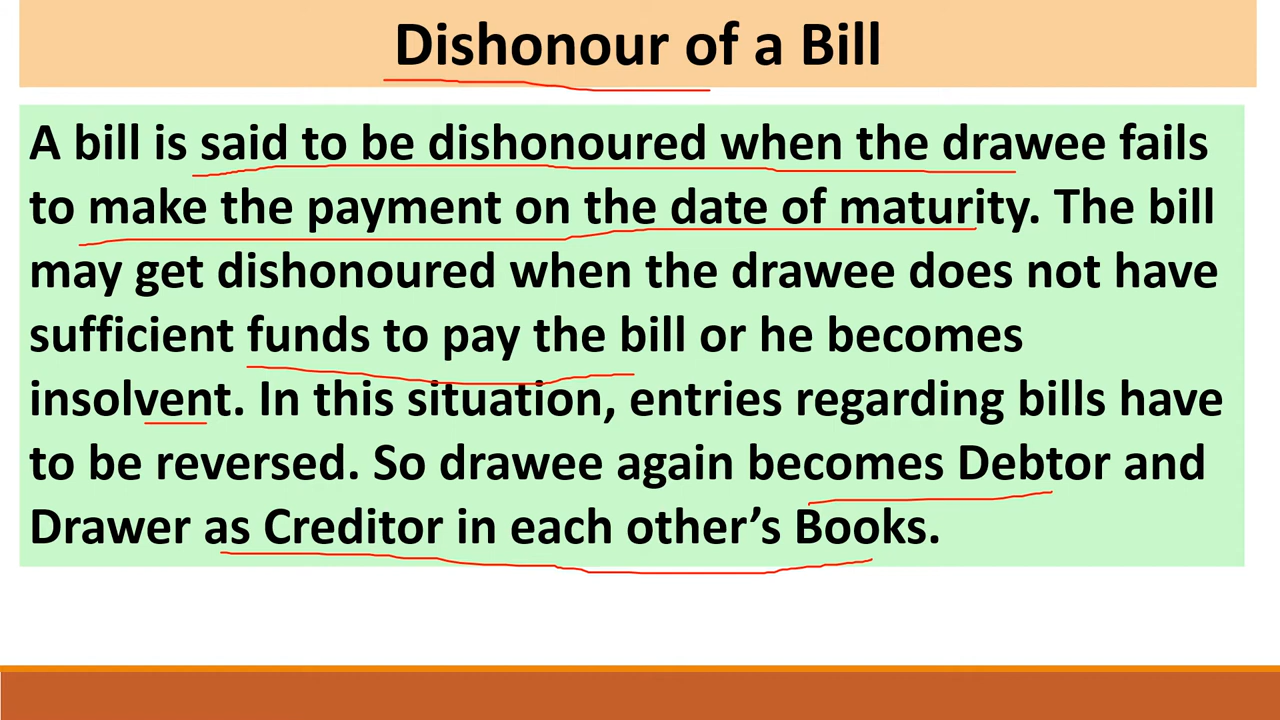 Dishonour of a Bill
A bill is said to be dishonoured when the drawee fails
to make the payment on the date of maturity. The bill
may get dishonoured when the drawee does not have
sufficient funds to pay the bill or he becomes
insolvent. In this situation, entries regarding bills have
to be reversed. So drawee again becomes Debtor and
Drawer as Creditor in each other’s Books.